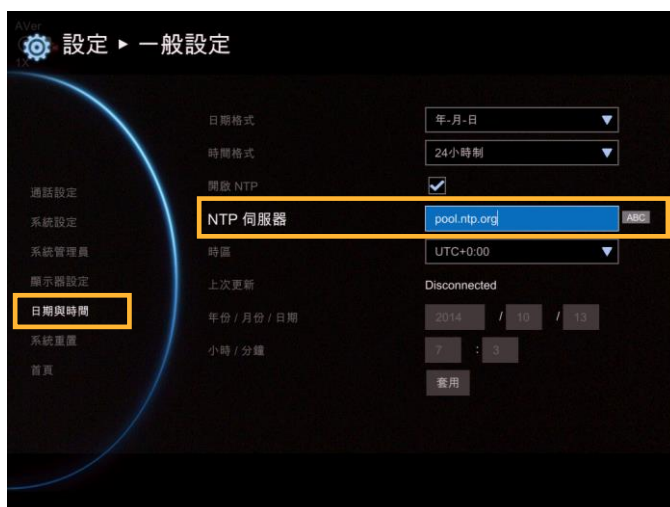 AVer
設定 ▸ 一般設定
1X
日期格式 年-月-日 ▼
時間格式 24小時制 ▼
通話設定
開啟 NTP ✔
系統設定
NTP 伺服器 pool.ntp.org ABC
系統管理員
時區 UTC+0:00 ▼
顯示器設定
上次更新 Disconnected
日期與時間
年份 / 月份 / 日期 2014 / 10 / 13
系統重置
小時 / 分鐘 7 : 3
首頁
套用